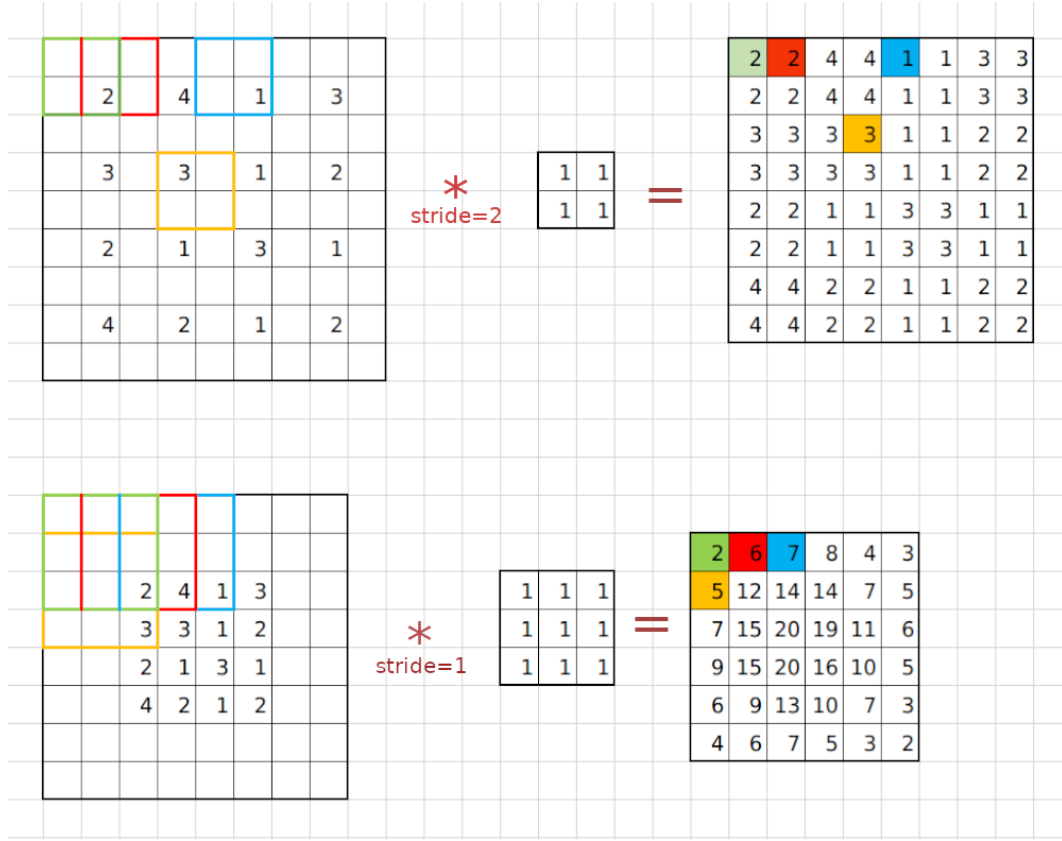 2 4 1 3
3 3 1 2
2 1 3 1
4 2 1 2
*
stride=2
1 1
1 1
=
2 2 4 4 1 1 3 3
2 2 4 4 1 1 3 3
3 3 3 3 1 1 2 2
3 3 3 3 1 1 2 2
2 2 1 1 3 3 1 1
2 2 1 1 3 3 1 1
4 4 2 2 1 1 2 2
4 4 2 2 1 1 2 2
2 4 1 3
3 3 1 2
2 1 3 1
4 2 1 2
*
stride=1
1 1 1
1 1 1
1 1 1
=
2 6 7 8 4 3
5 12 14 14 7 5
7 15 20 19 11 6
9 15 20 16 10 5
6 9 13 10 7 3
4 6 7 5 3 2